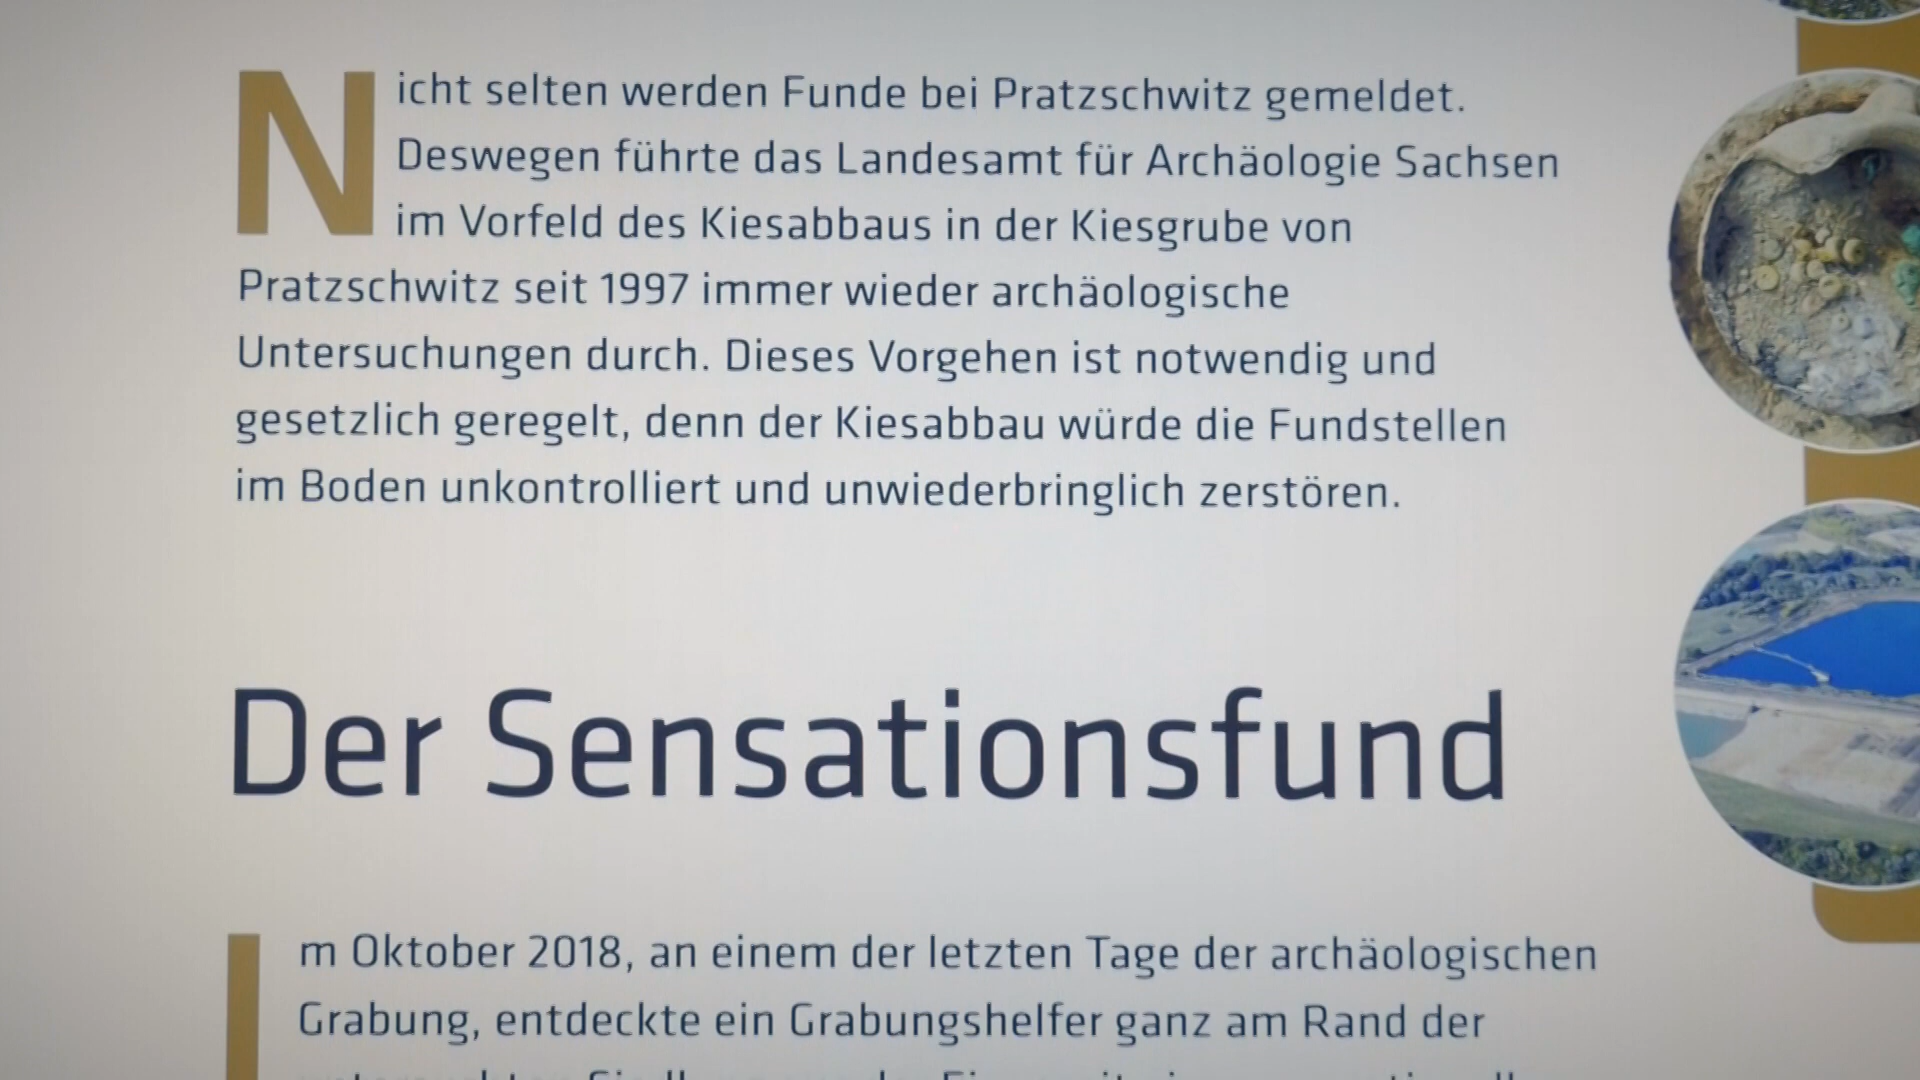 Nicht selten werden Funde bei Pratzschwitz gemeldet.
Deswegen führte das Landesamt für Archäologie Sachsen
im Vorfeld des Kiesabbaus in der Kiesgrube von
Pratzschwitz seit 1997 immer wieder archäologische
Untersuchungen durch. Dieses Vorgehen ist notwendig und
gesetzlich geregelt, denn der Kiesabbau würde die Fundstellen
im Boden unkontrolliert und unwiederbringlich zerstören.
Der Sensationsfund
Im Oktober 2018, an einem der letzten Tage der archäologischen
Grabung, entdeckte ein Grabungshelfer ganz am Rand der